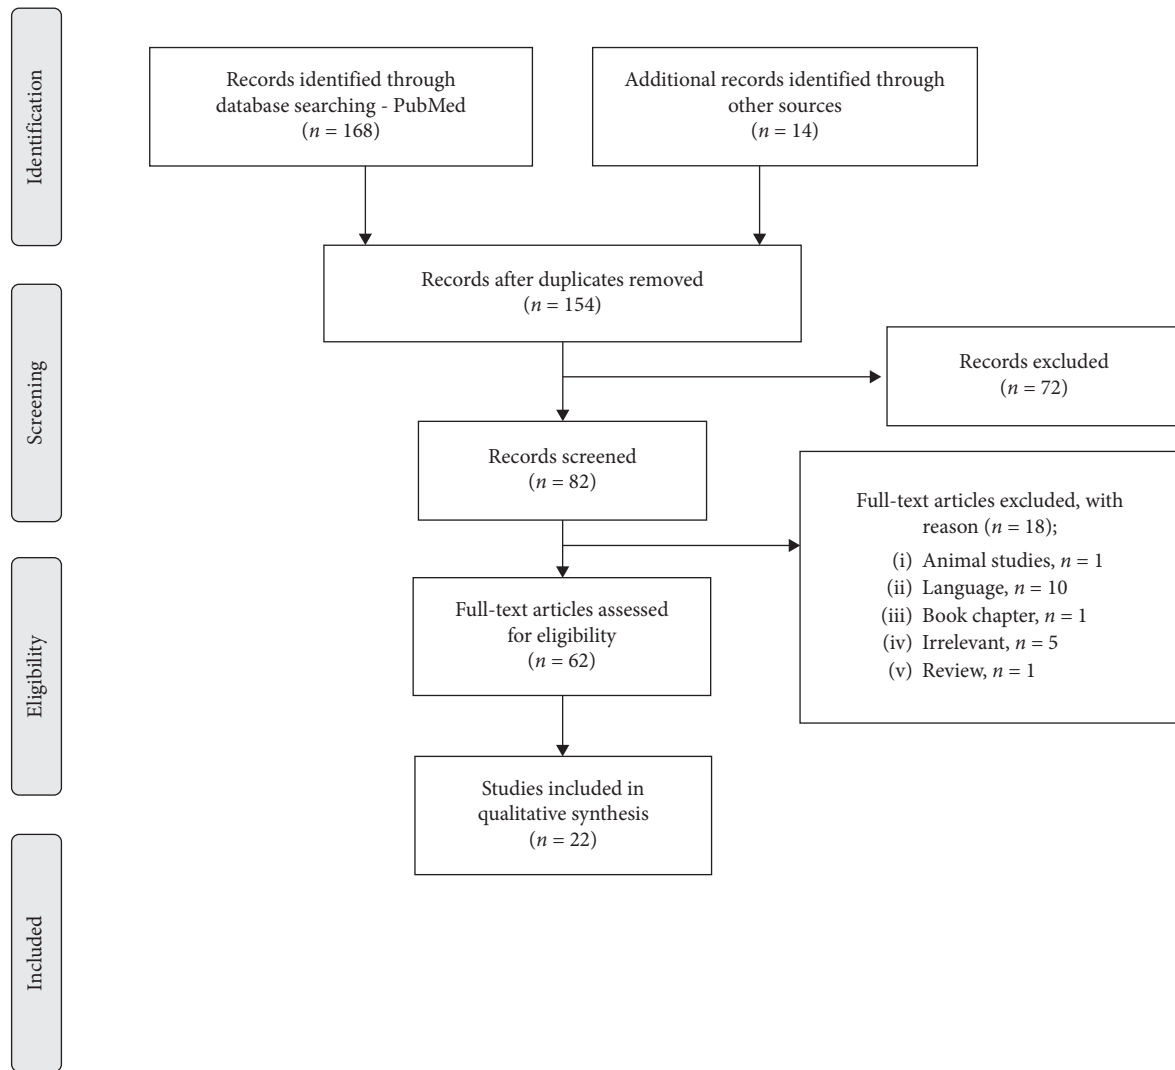 Identification
Records identified through
database searching - PubMed
(n = 168)
Additional records identified through
other sources
(n = 14)
Records after duplicates removed
(n = 154)
Screening
Records excluded
(n = 72)
Records screened
(n = 82)
Full-text articles excluded, with
reason (n = 18);
(i) Animal studies, n = 1
(ii) Language, n = 10
(iii) Book chapter, n = 1
(iv) Irrelevant, n = 5
(v) Review, n = 1
Eligibility
Full-text articles assessed
for eligibility
(n = 62)
Studies included in
qualitative synthesis
(n = 22)
Included